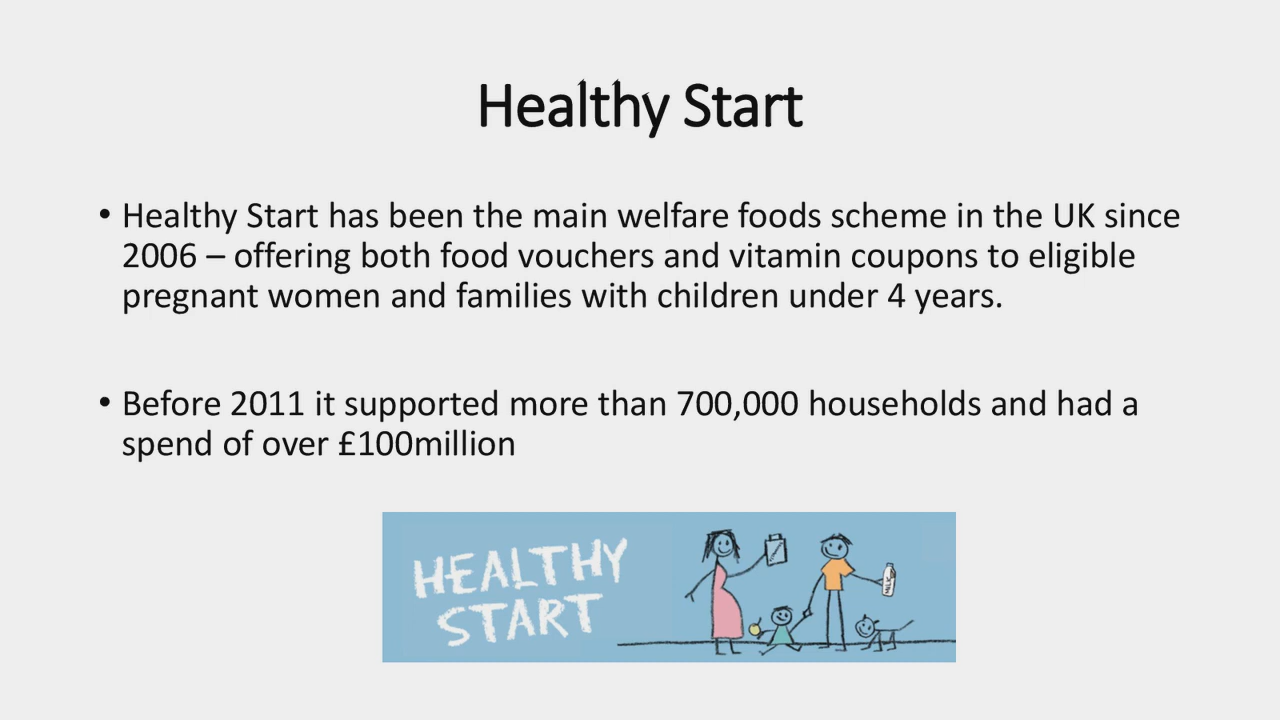 Healthy Start
• Healthy Start has been the main welfare foods scheme in the UK since
2006 – offering both food vouchers and vitamin coupons to eligible
pregnant women and families with children under 4 years.
• Before 2011 it supported more than 700,000 households and had a
spend of over £100million
HEALTHY
START
MILK